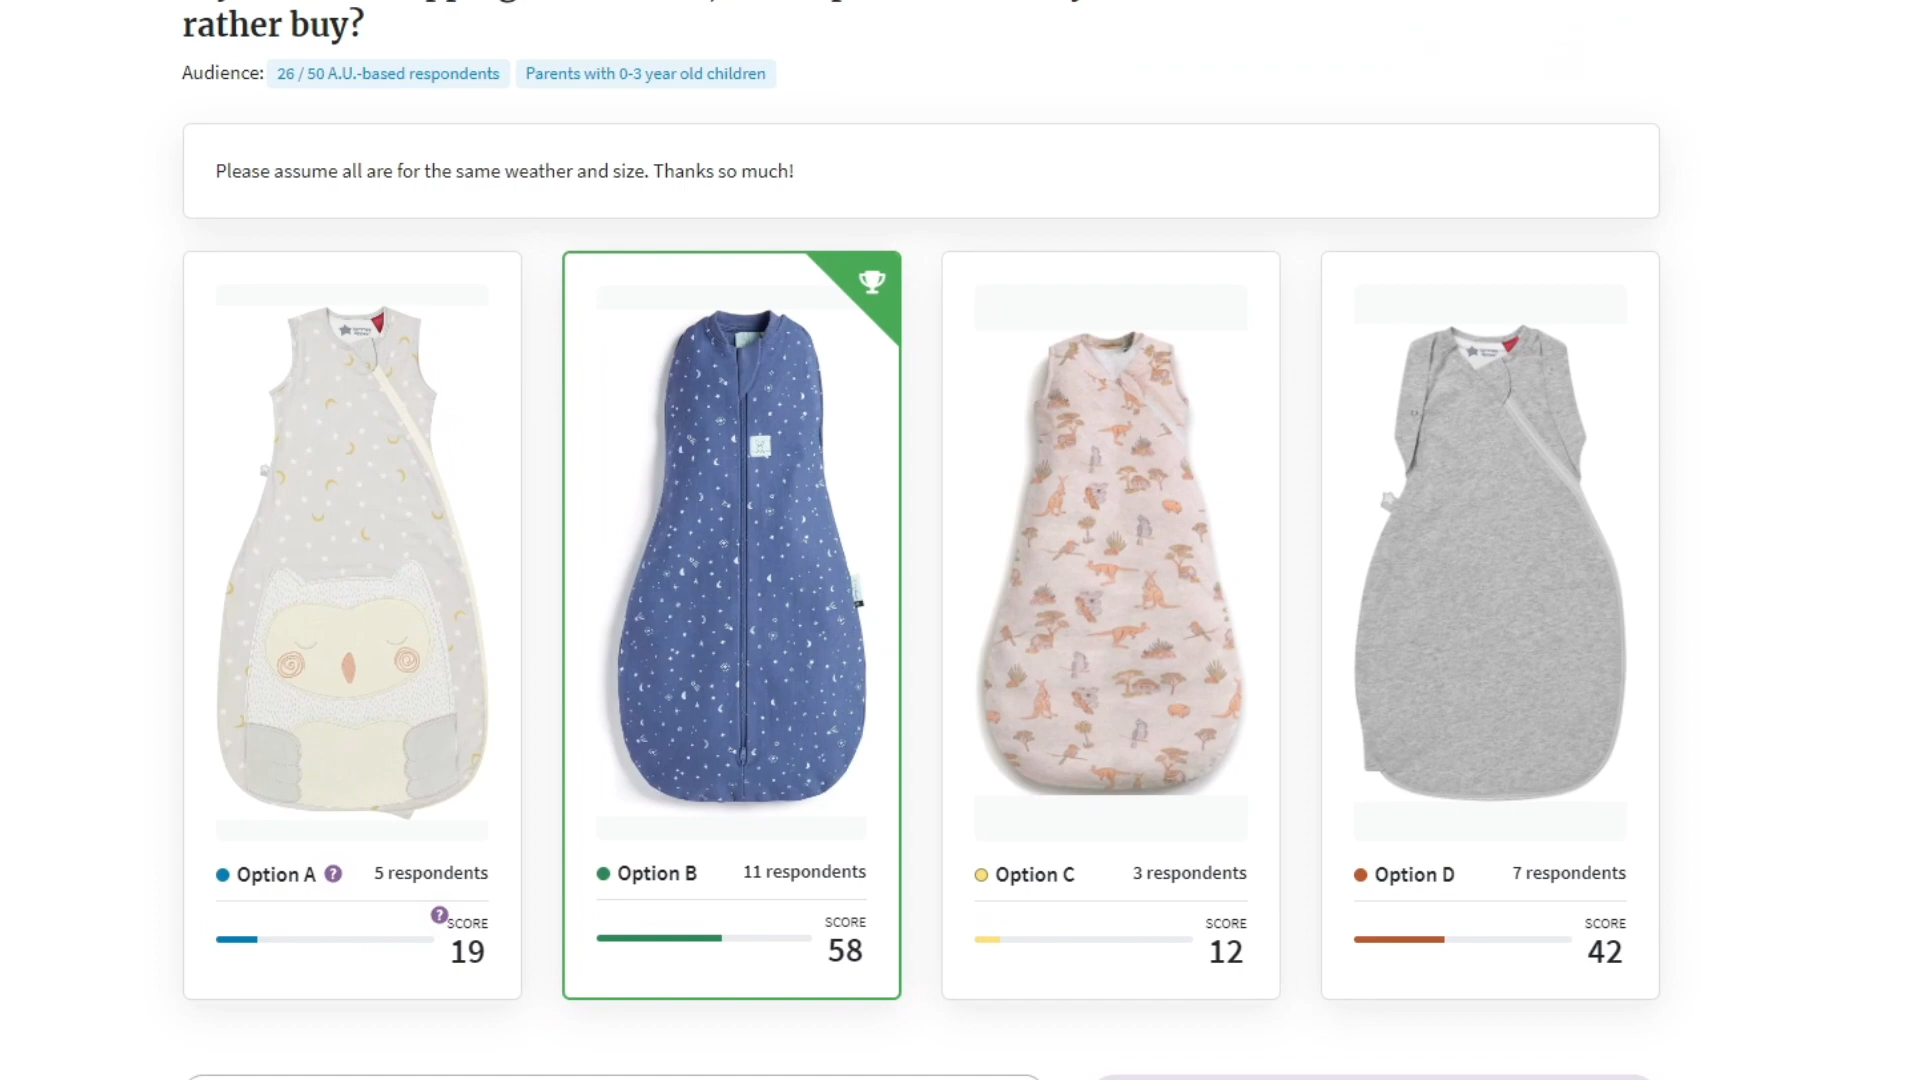 rather buy?
Audience: 26 / 50 A.U.-based respondents Parents with 0-3 year old children
Please assume all are for the same weather and size. Thanks so much!
Option A ? 5 respondents
? SCORE
19
Option B 11 respondents
SCORE
58
Option C 3 respondents
SCORE
12
Option D 7 respondents
SCORE
42